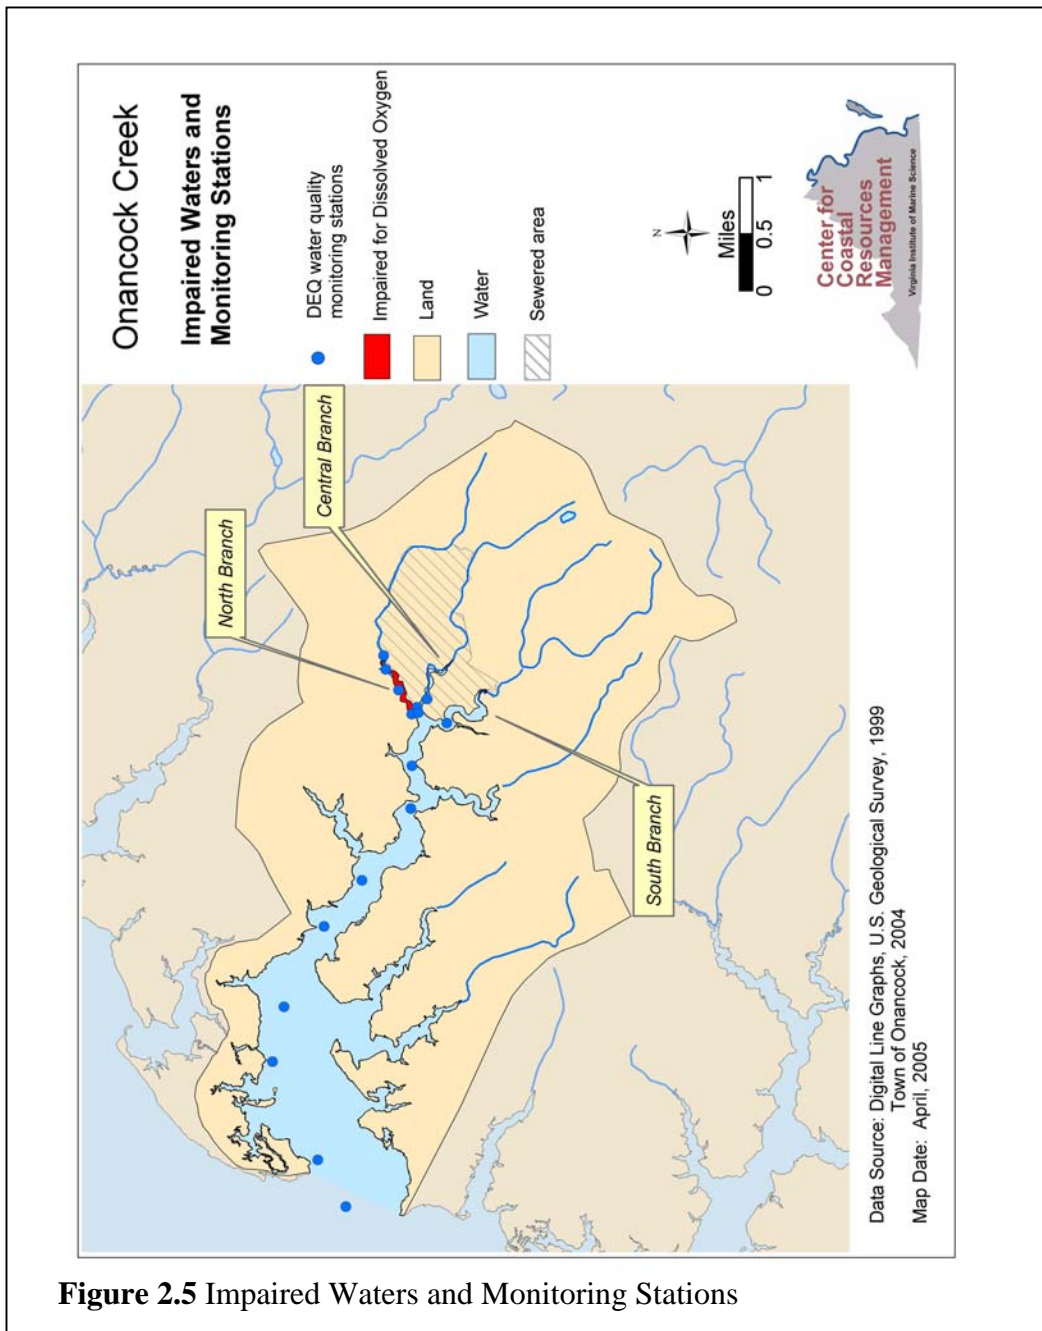 Onancock Creek
Impaired Waters and
Monitoring Stations
DEQ water quality
monitoring stations
Impaired for Dissolved Oxygen
Land
Water
Sewered area
N
Miles
0 0.5 1
Center for
Coastal
Resources
Management
Virginia Institute of Marine Science
North Branch
Central Branch
South Branch
Data Source: Digital Line Graphs, U.S. Geological Survey, 1999
Town of Onancock, 2004
Map Date: April, 2005
Figure 2.5 Impaired Waters and Monitoring Stations